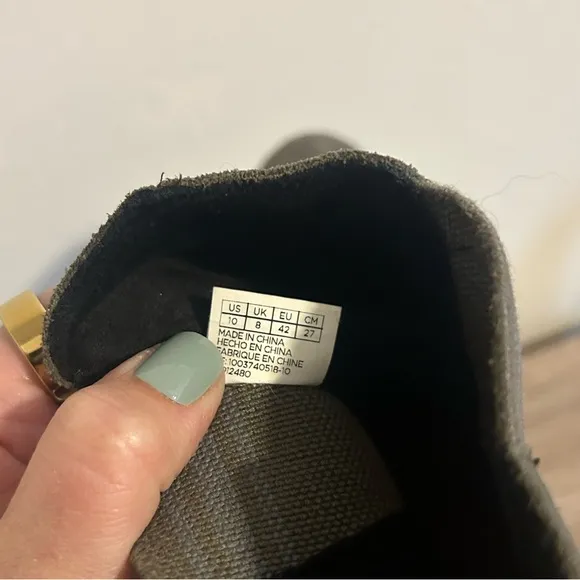 US UK EU CM
10 8 42 27
MADE IN CHINA
HECHO EN CHINA
FABRIQUE EN CHINE
:1003740518-10
12480